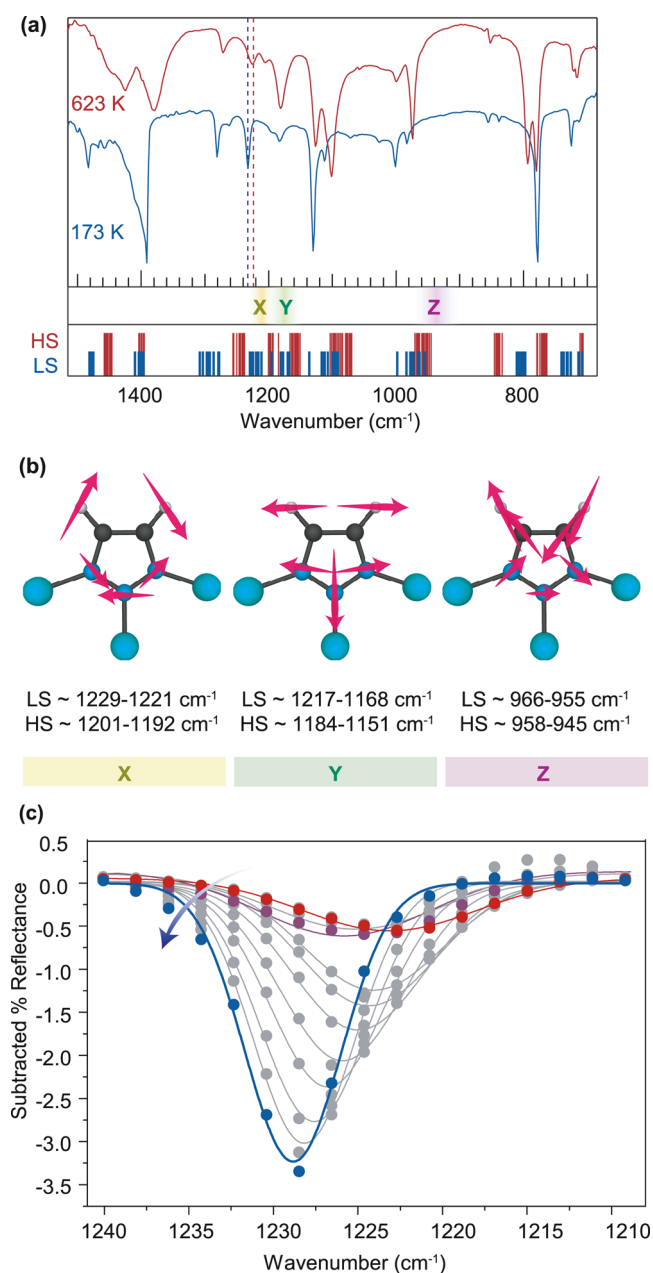 (a)
623 K
173 K
X Y Z
HS
LS
1400 1200 1000 800
Wavenumber (cm⁻¹)
(b)
LS ~ 1229-1221 cm⁻¹ LS ~ 1217-1168 cm⁻¹ LS ~ 966-955 cm⁻¹
HS ~ 1201-1192 cm⁻¹ HS ~ 1184-1151 cm⁻¹ HS ~ 958-945 cm⁻¹
X Y Z
(c)
0.5
0.0
-0.5
-1.0
-1.5
-2.0
-2.5
-3.0
-3.5
Subtracted % Reflectance
1240 1235 1230 1225 1220 1215 1210
Wavenumber (cm⁻¹)